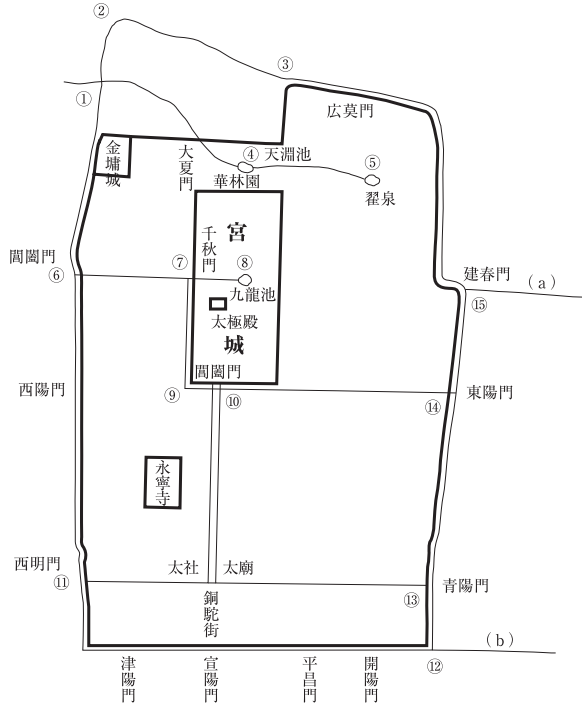 ②
③
①
広莫門
金墉城
大夏門
④
天淵池
⑤
華林園
翟泉
宮
千秋門
閶闔門
⑥
⑦
⑧
建春門
(a)
九龍池
⑮
太極殿
城
閶闔門
西陽門
⑨
⑩
⑭
東陽門
永寧寺
西明門
太社
太廟
⑪
銅駝街
⑬
青陽門
(b)
津陽門
宣陽門
平昌門
開陽門
⑫